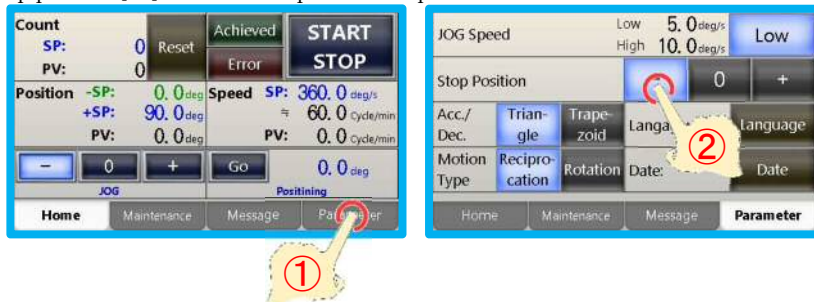 Count
SP: 0
PV: 0
Reset
Achieved
Error
START
STOP
Position -SP: 0.0deg
+SP: 90.0deg
PV: 0.0deg
Speed SP: 360.0 deg/s
≒ 60.0 Cycle/min
PV: 0.0 Cycle/min
- 0 +
JOG
Go 0.0 deg
Positining
Home Maintenance Message Parameter
①
JOG Speed
Low 5.0deg/s
High 10.0deg/s
Low
Stop Position
- 0 +
Acc./
Dec.
Trian-
gle
Trape-
zoid
Language
Motion
Type
Recipro-
cation
Rotation
Date:
Date
Home Maintenance Message Parameter
②